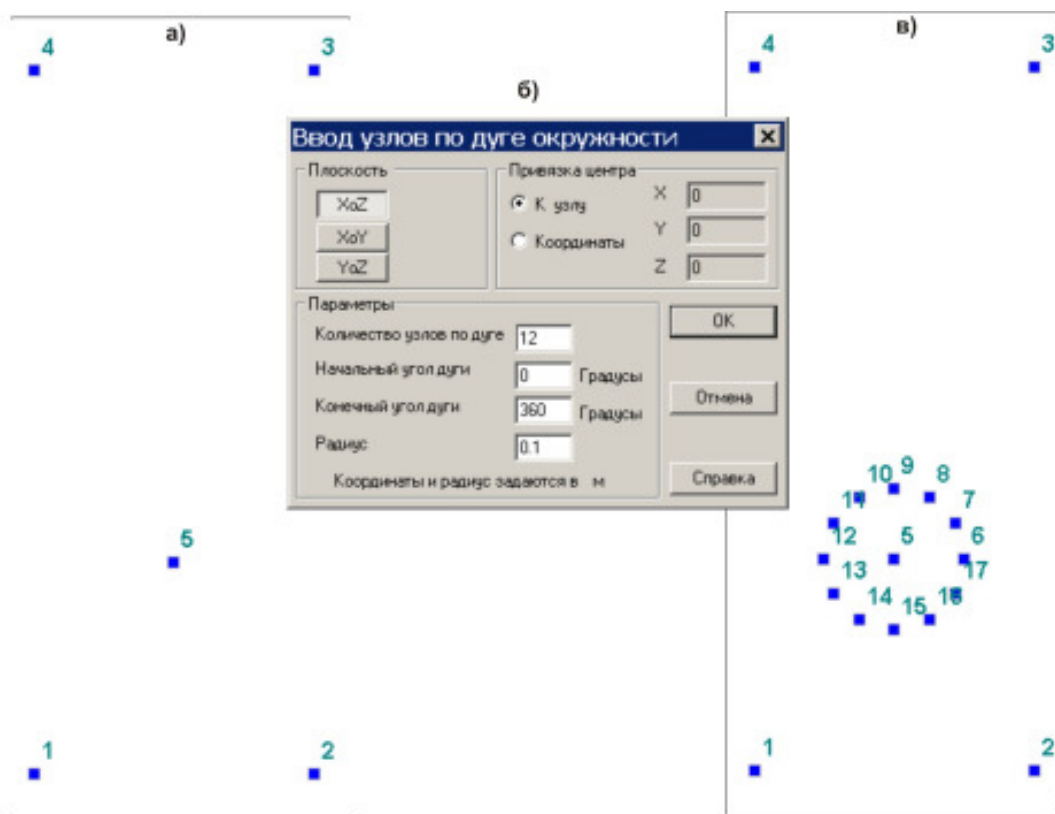 а)
4 3
5
1 2
б)
Ввод узлов по дуге окружности
Плоскость
XoZ
XoY
YoZ
Привязка центра
К узлу
Координаты
X 0
Y 0
Z 0
Параметры
Количество узлов по дуге 12
Начальный угол дуги 0 Градусы
Конечный угол дуги 360 Градусы
Радиус 0.1
Координаты и радиус задаются в м
OK
Отмена
Справка
в)
4 3
10 9 8
11 7
12 5 6
13 17
14 15 16
1 2